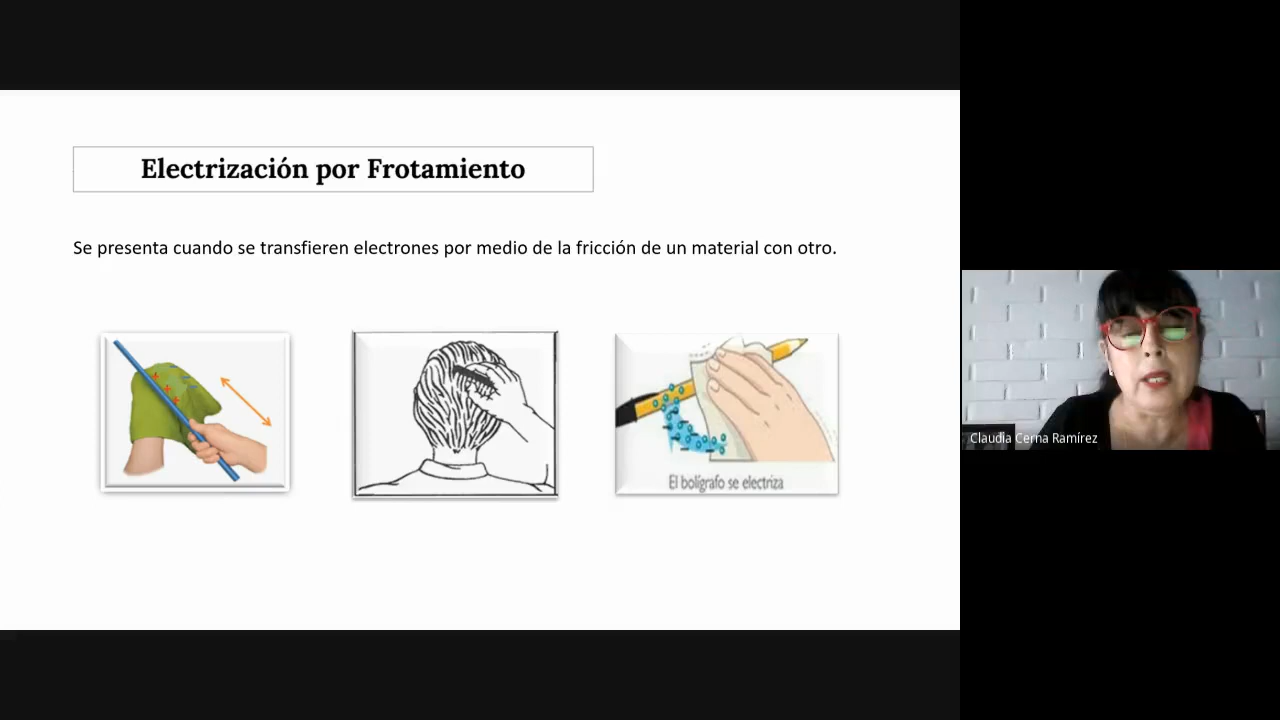 Electrización por Frotamiento
Se presenta cuando se transfieren electrones por medio de la fricción de un material con otro.
El bolígrafo se electriza
Claudia Cerna Ramírez